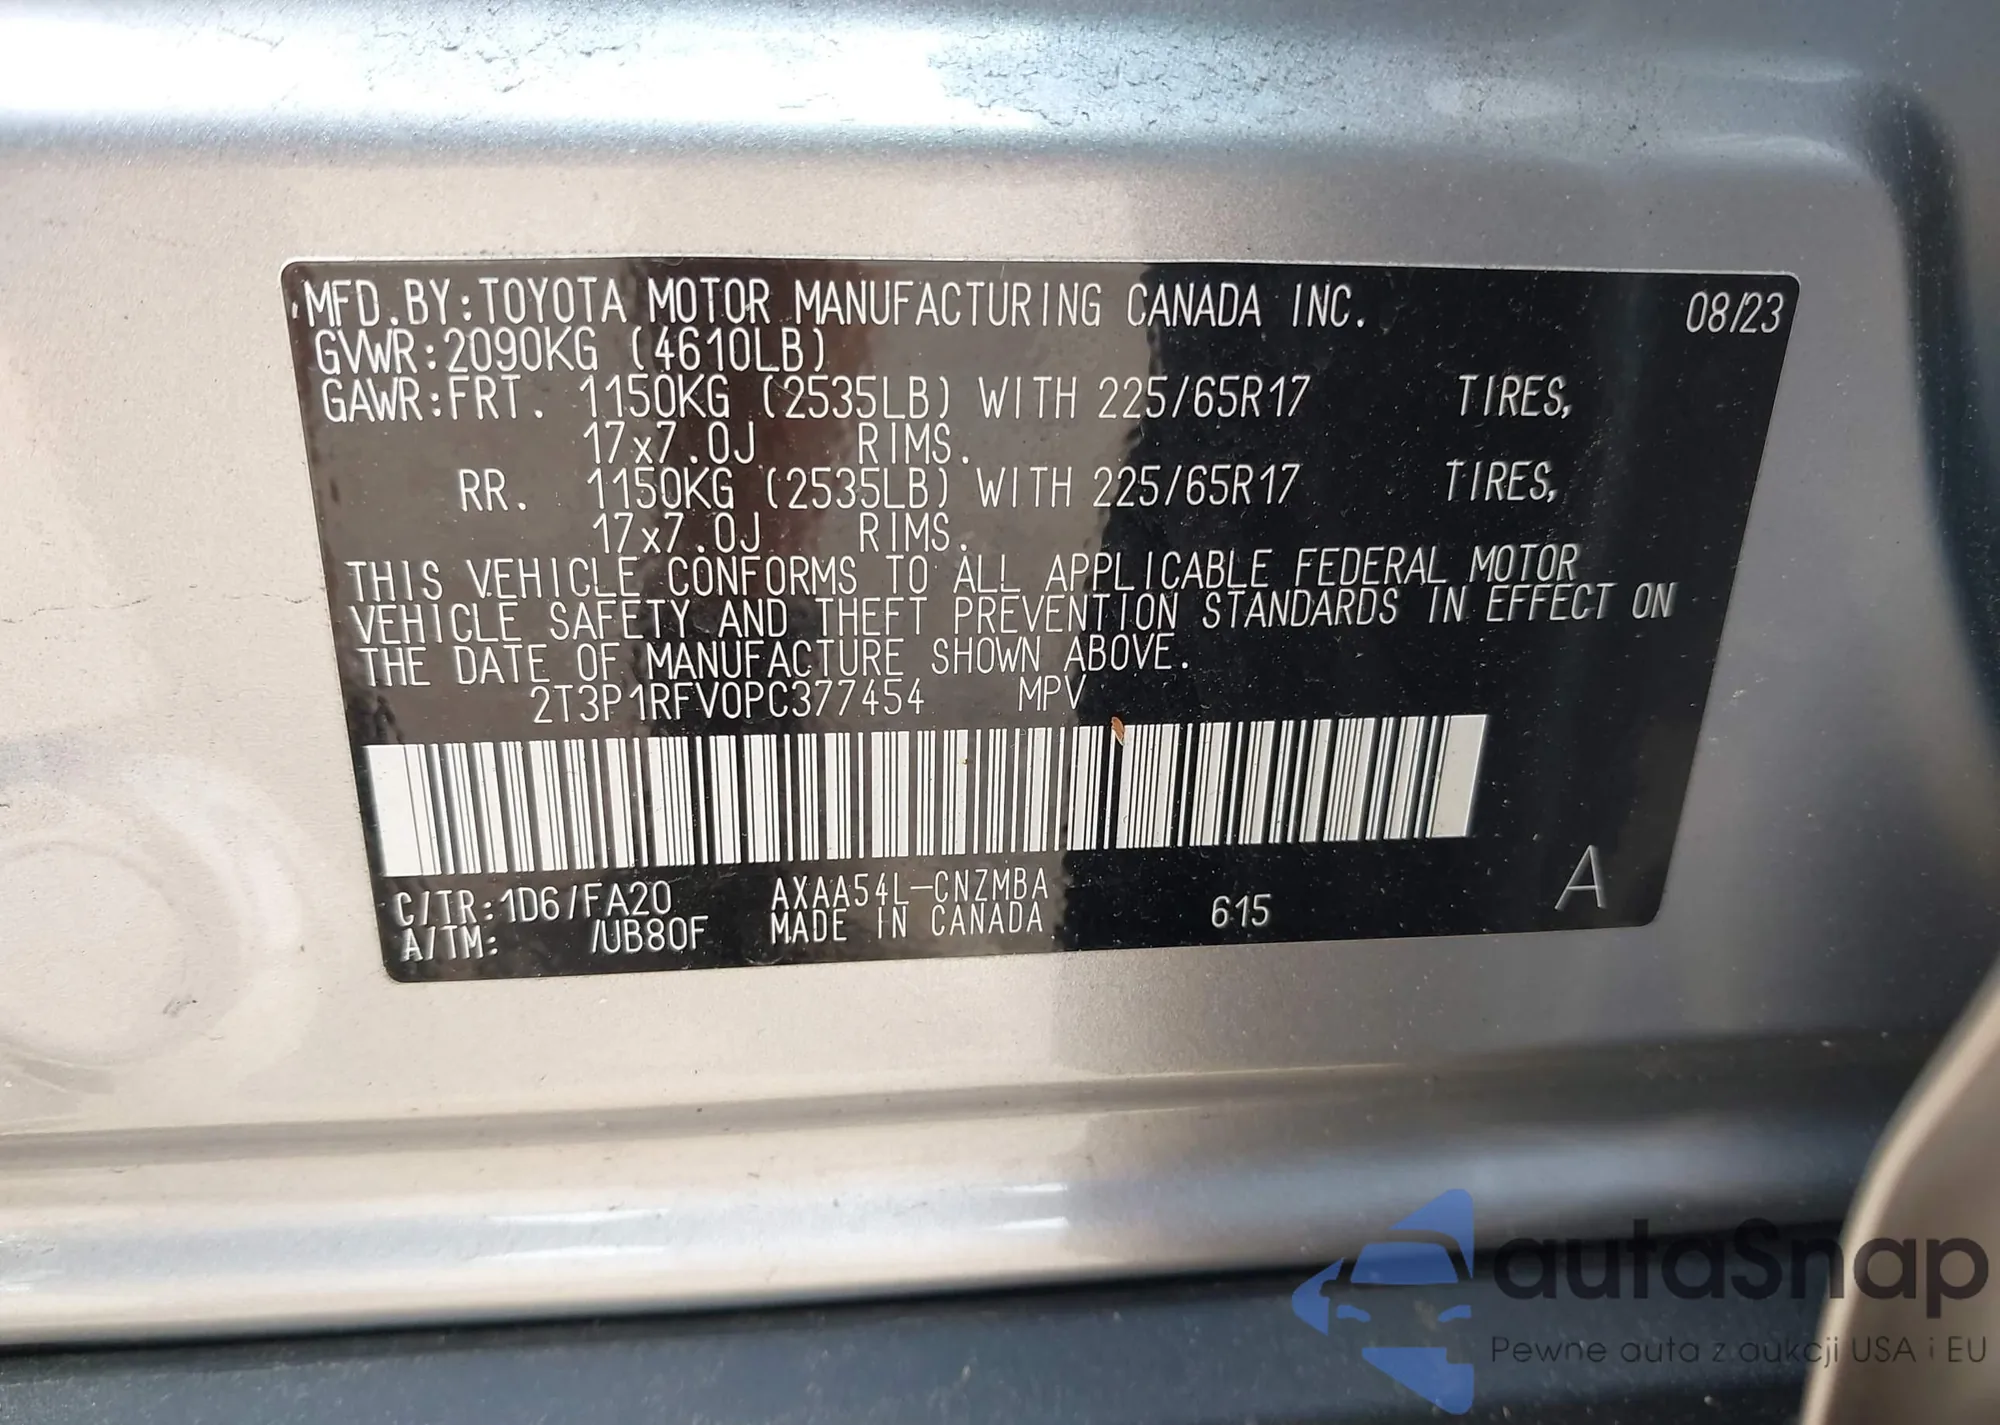 MFD.BY:TOYOTA MOTOR MANUFACTURING CANADA INC. 08/23
GVWR:2090KG (4610LB)
GAWR:FRT. 1150KG (2535LB) WITH 225/65R17 TIRES,
17x7.0J RIMS.
RR. 1150KG (2535LB) WITH 225/65R17 TIRES,
17x7.0J RIMS.
THIS VEHICLE CONFORMS TO ALL APPLICABLE FEDERAL MOTOR
VEHICLE SAFETY AND THEFT PREVENTION STANDARDS IN EFFECT ON
THE DATE OF MANUFACTURE SHOWN ABOVE.
2T3P1RFV0PC377454 MPV
C/TR:1D6/FA20 AXAA54L-CNZMBA 615 A
A/TM: /UB80F MADE IN CANADA
autaSnap
Pewne auta z aukcji USA i EU